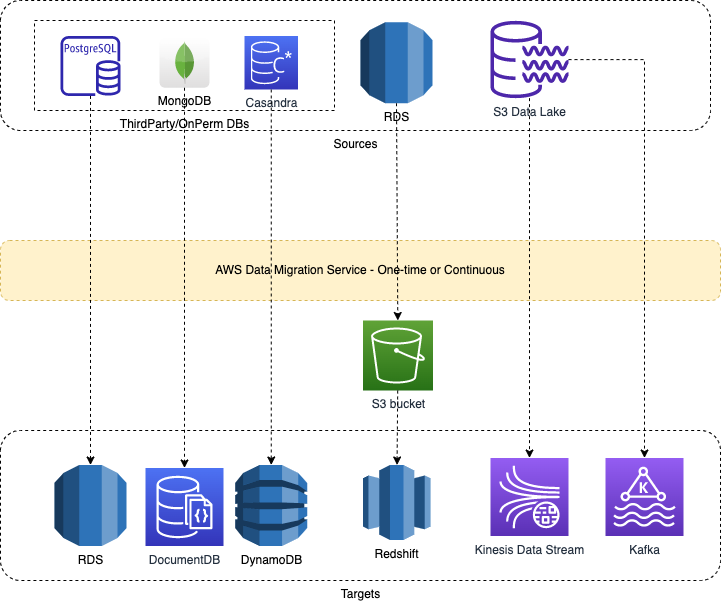 PostgreSQL
C*
MongoDB
Casandra
RDS
S3 Data Lake
ThirdParty/OnPerm DBs
Sources
AWS Data Migration Service - One-time or Continuous
S3 bucket
{}
K
RDS
DocumentDB
DynamoDB
Redshift
Kinesis Data Stream
Kafka
Targets